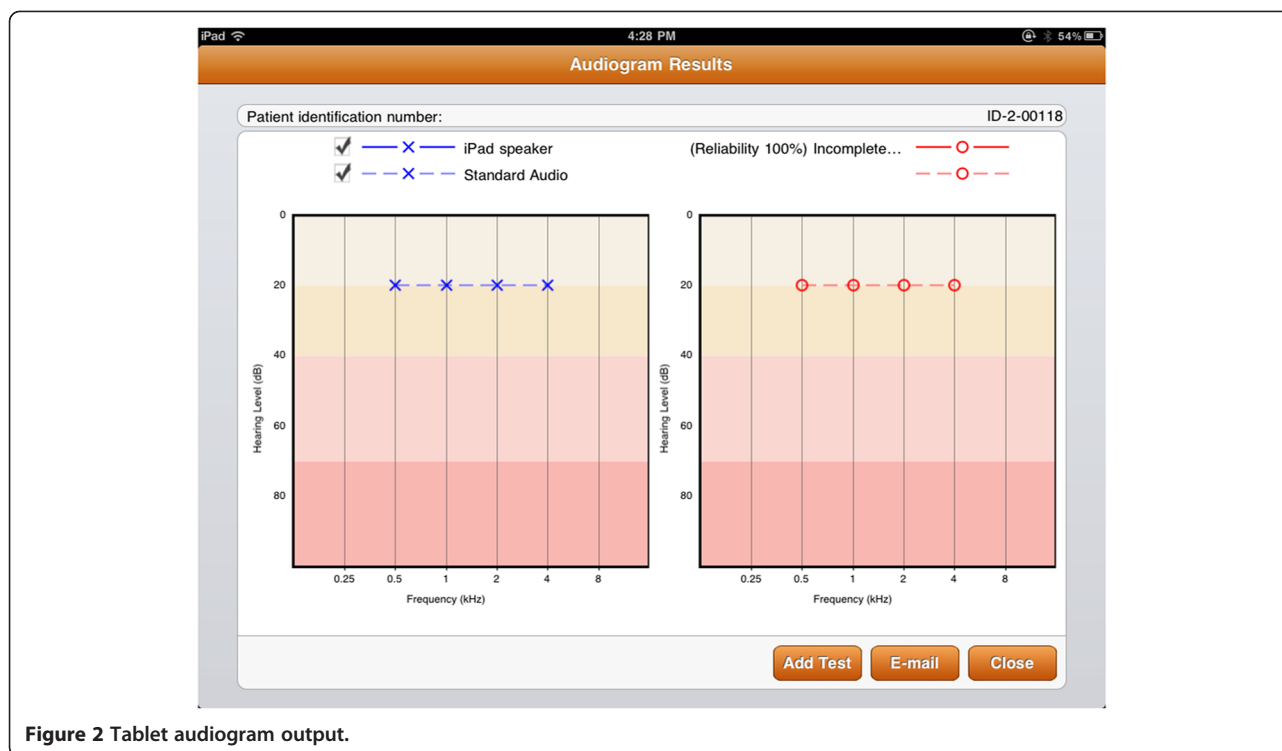 iPad 4:28 PM 54%
Audiogram Results
Patient identification number: ID-2-00118
iPad speaker (Reliability 100%) Incomplete...
Standard Audio
0
20
40
60
80
Hearing Level (dB)
0.25 0.5 1 2 4 8
Frequency (kHz)
0
20
40
60
80
Hearing Level (dB)
0.25 0.5 1 2 4 8
Frequency (kHz)
Add Test E-mail Close
Figure 2 Tablet audiogram output.